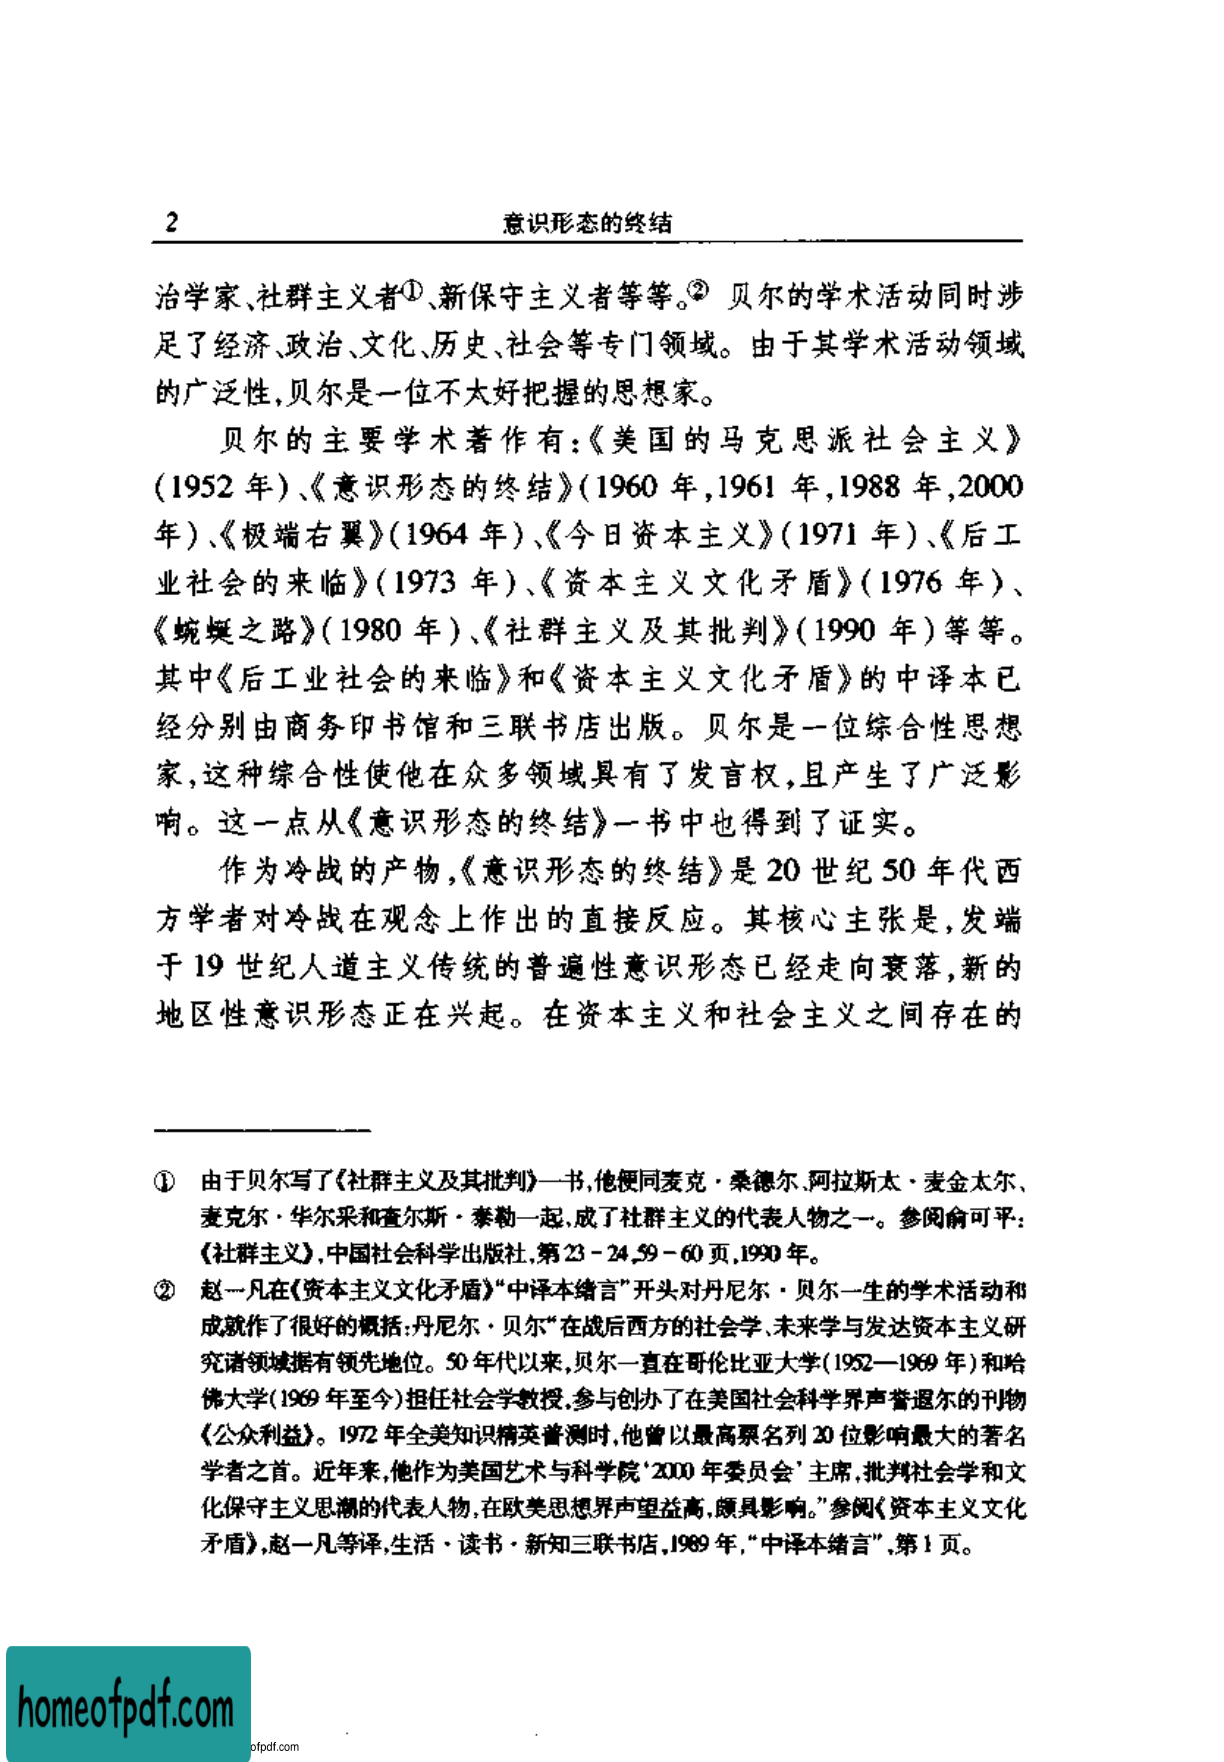 2 意识形态的终结
治学家、社群主义者①、新保守主义者等等。② 贝尔的学术活动同时涉
足了经济、政治、文化、历史、社会等专门领域。由于其学术活动领域
的广泛性,贝尔是一位不太好把握的思想家。
贝尔的主要学术著作有:《美国的马克思派社会主义》
(1952 年)、《意识形态的终结》(1960 年,1961 年,1988 年,2000
年)、《极端右翼》(1964 年)、《今日资本主义》(1971 年)、《后工
业社会的来临》(1973 年)、《资本主义文化矛盾》(1976 年)、
《蜿蜒之路》(1980 年)、《社群主义及其批判》(1990 年)等等。
其中《后工业社会的来临》和《资本主义文化矛盾》的中译本已
经分别由商务印书馆和三联书店出版。贝尔是一位综合性思想
家,这种综合性使他在众多领域具有了发言权,且产生了广泛影
响。这一点从《意识形态的终结》一书中也得到了证实。
作为冷战的产物,《意识形态的终结》是 20 世纪 50 年代西
方学者对冷战在观念上作出的直接反应。其核心主张是,发端
于 19 世纪人道主义传统的普遍性意识形态已经走向衰落,新的
地区性意识形态正在兴起。在资本主义和社会主义之间存在的
① 由于贝尔写了《社群主义及其批判》一书,他便同麦克·桑德尔、阿拉斯太·麦金太尔、
麦克尔·华尔采和查尔斯·泰勒一起,成了社群主义的代表人物之一。参阅俞可平:
《社群主义》,中国社会科学出版社,第 23－24,59－60 页,1990 年。
② 赵一凡在《资本主义文化矛盾》“中译本绪言”开头对丹尼尔·贝尔一生的学术活动和
成就作了很好的概括:丹尼尔·贝尔“在战后西方的社会学、未来学与发达资本主义研
究诸领域据有领先地位。50 年代以来,贝尔一直在哥伦比亚大学(1952—1969 年)和哈
佛大学(1969 年至今)担任社会学教授,参与创办了在美国社会科学界声誉遐尔的刊物
《公众利益》。1972 年全美知识精英普测时,他曾以最高票名列 20 位影响最大的著名
学者之首。近年来,他作为美国艺术与科学院‘2000 年委员会’主席,批判社会学和文
化保守主义思潮的代表人物,在欧美思想界声望益高,颇具影响。”参阅《资本主义文化
矛盾》,赵一凡等译,生活·读书·新知三联书店,1989 年,“中译本绪言”,第 1 页。
homeofpdf.com
ofpdf.com